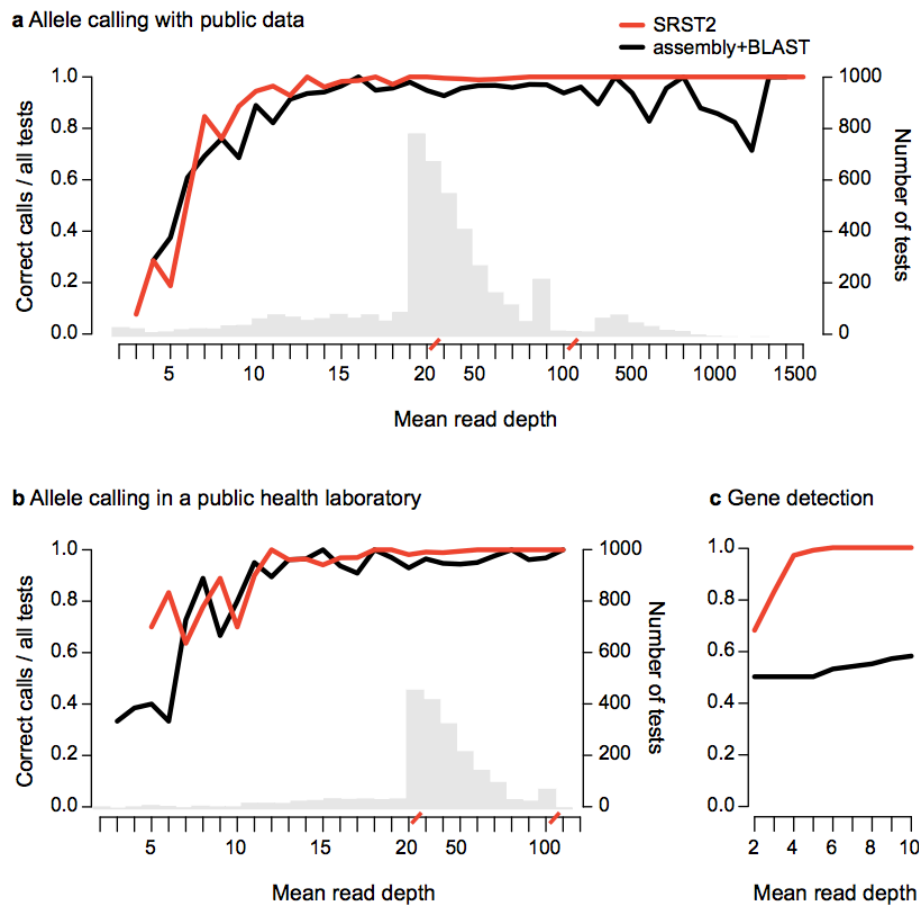 a Allele calling with public data
SRST2
assembly+BLAST
1.0
0.8
0.6
0.4
0.2
0.0
Correct calls / all tests
1000
800
600
400
200
0
Number of tests
5 10 15 20 50 100 500 1000 1500
Mean read depth
b Allele calling in a public health laboratory
1.0
0.8
0.6
0.4
0.2
0.0
Correct calls / all tests
1000
800
600
400
200
0
Number of tests
5 10 15 20 50 100
Mean read depth
c Gene detection
1.0
0.8
0.6
0.4
0.2
0.0
2 4 6 8 10
Mean read depth